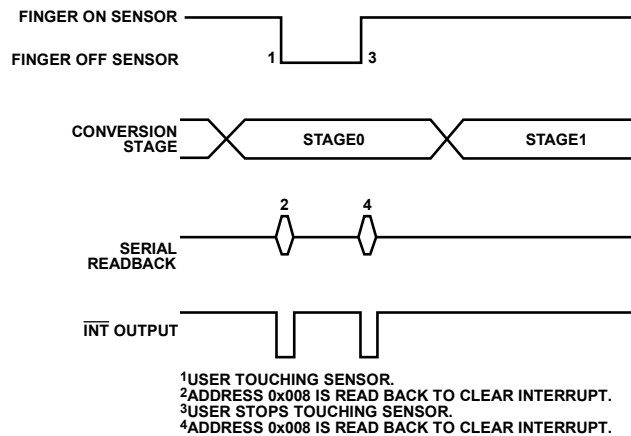 FINGER ON SENSOR
FINGER OFF SENSOR
1
3
CONVERSION
STAGE
STAGE0
STAGE1
2
4
SERIAL
READBACK
INT OUTPUT
1USER TOUCHING SENSOR.
2ADDRESS 0x008 IS READ BACK TO CLEAR INTERRUPT.
3USER STOPS TOUCHING SENSOR.
4ADDRESS 0x008 IS READ BACK TO CLEAR INTERRUPT.